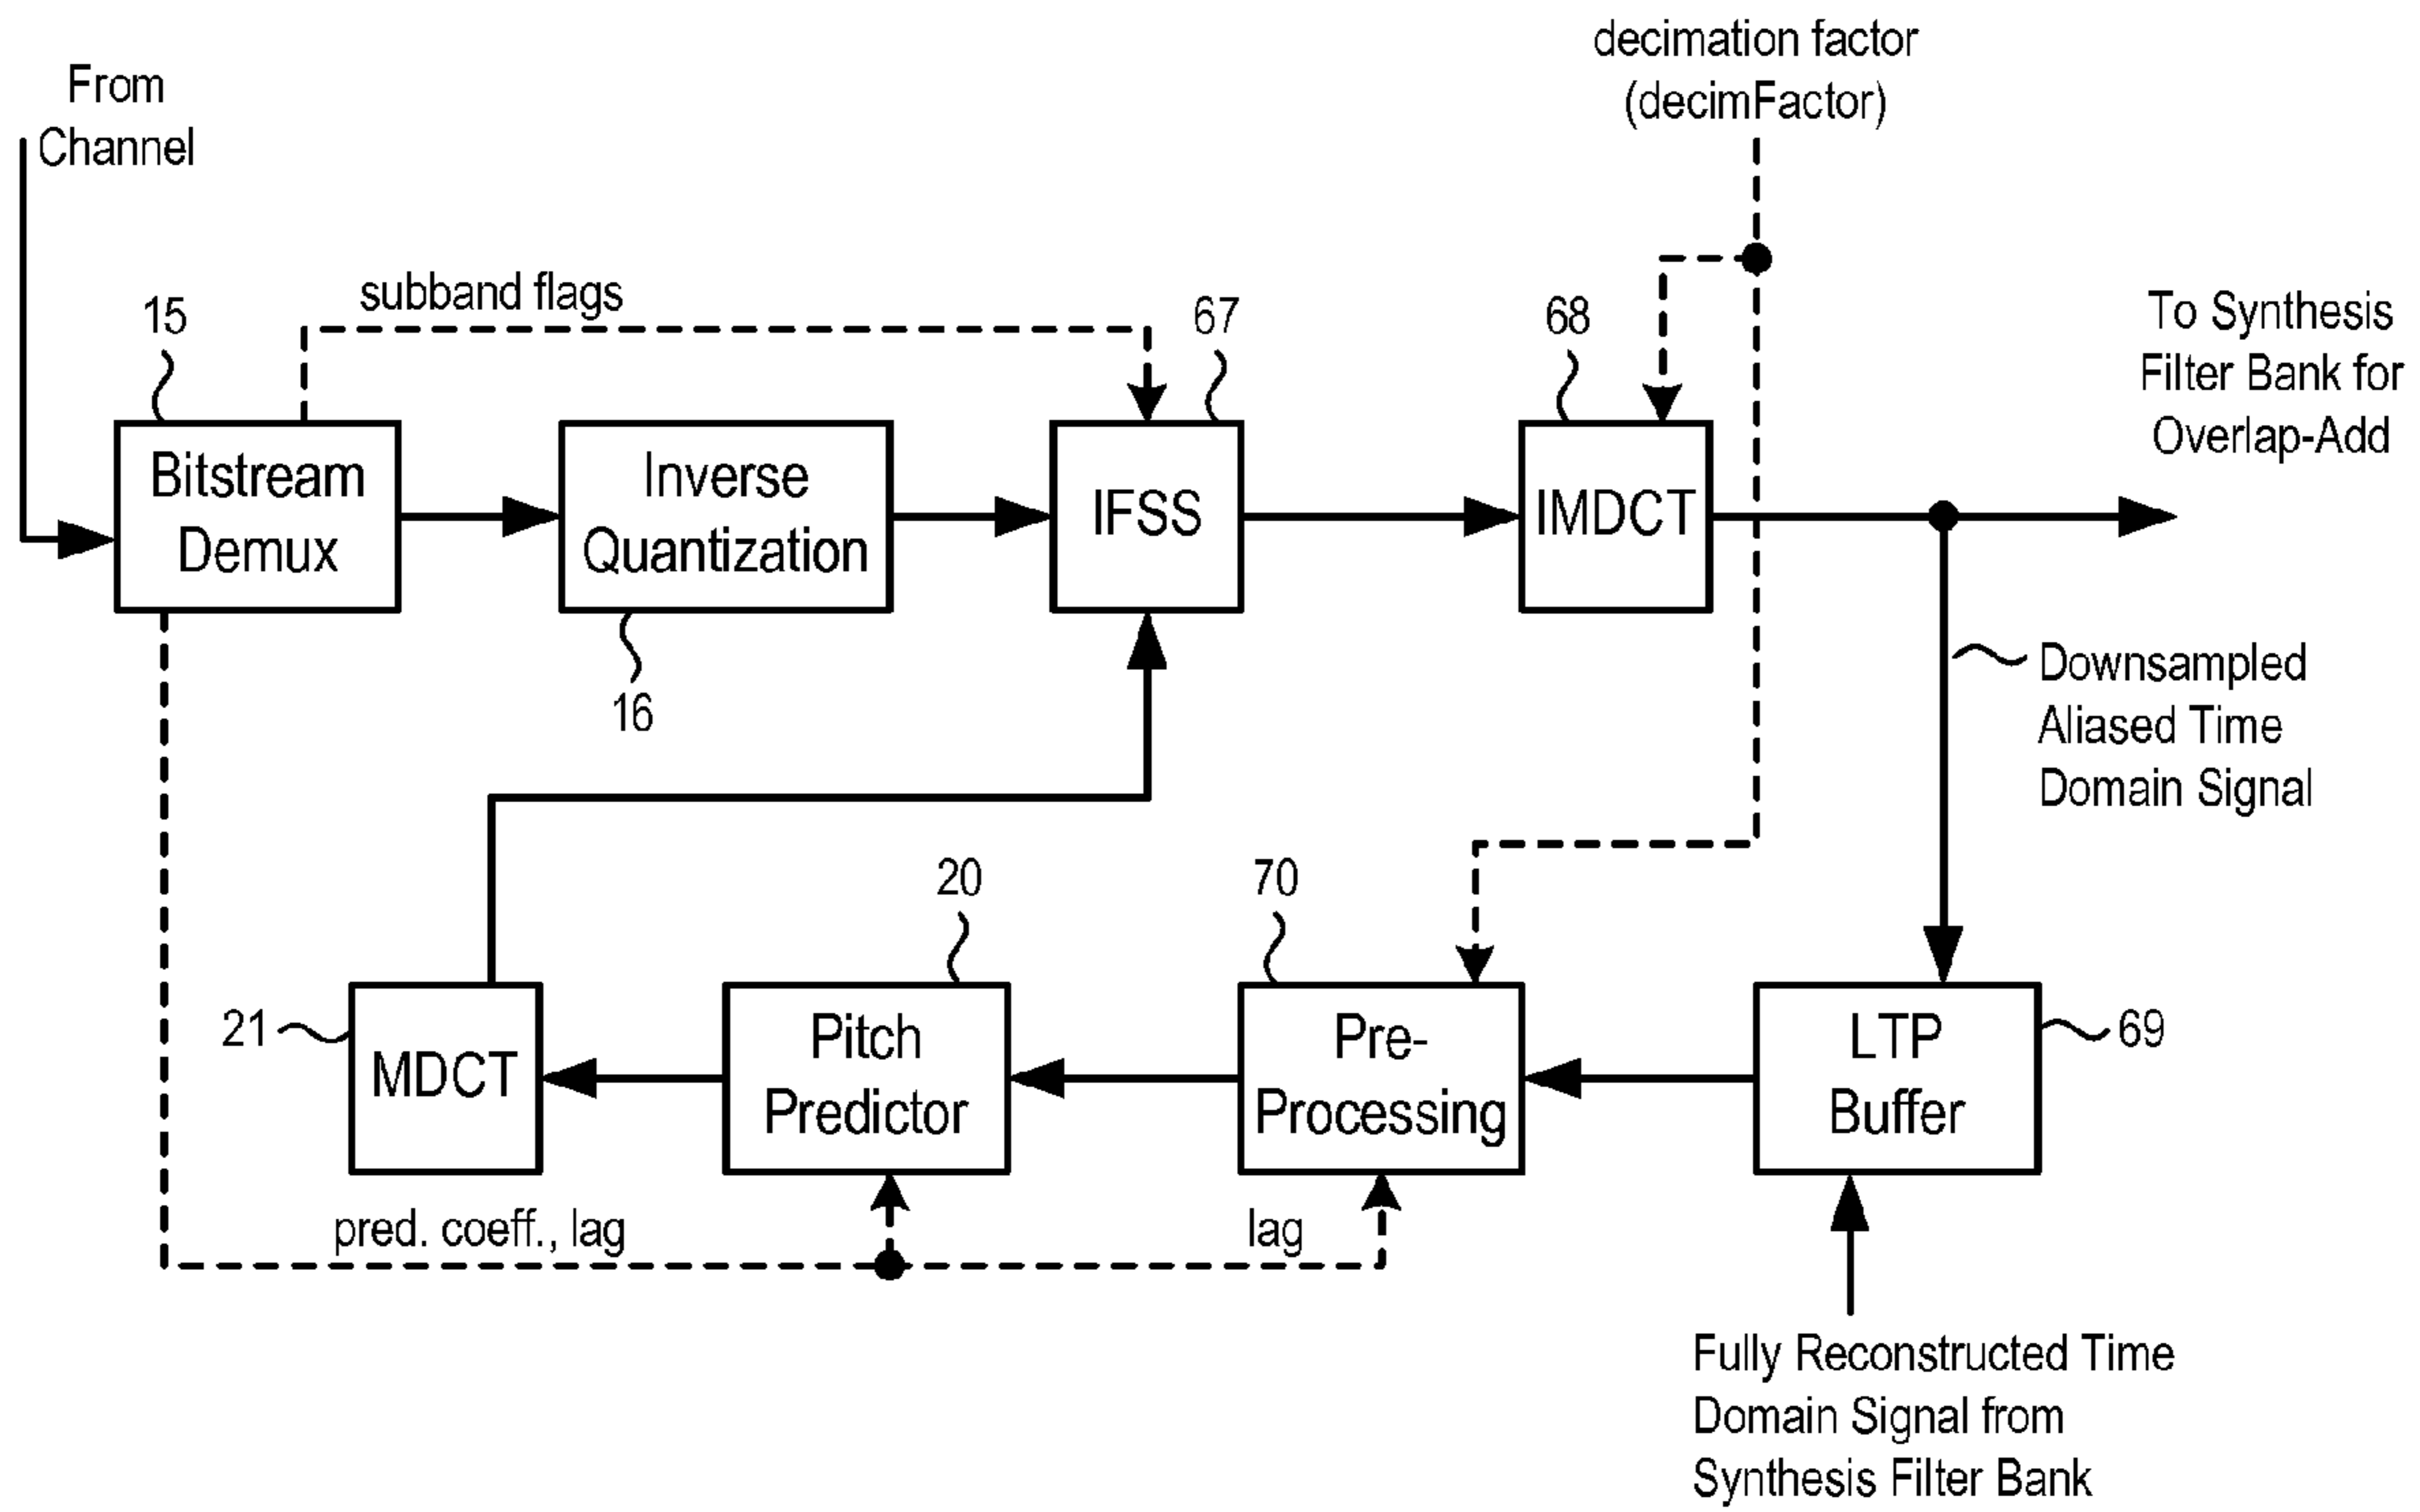 decimation factor
(decimFactor)
From
Channel
subband flags
15
67
68
To Synthesis
Filter Bank for
Overlap-Add
Bitstream
Demux
Inverse
Quantization
IFSS
IMDCT
16
Downsampled
Aliased Time
Domain Signal
20
70
21
MDCT
Pitch
Predictor
Pre-
Processing
LTP
Buffer
69
pred. coeff., lag
lag
Fully Reconstructed Time
Domain Signal from
Synthesis Filter Bank